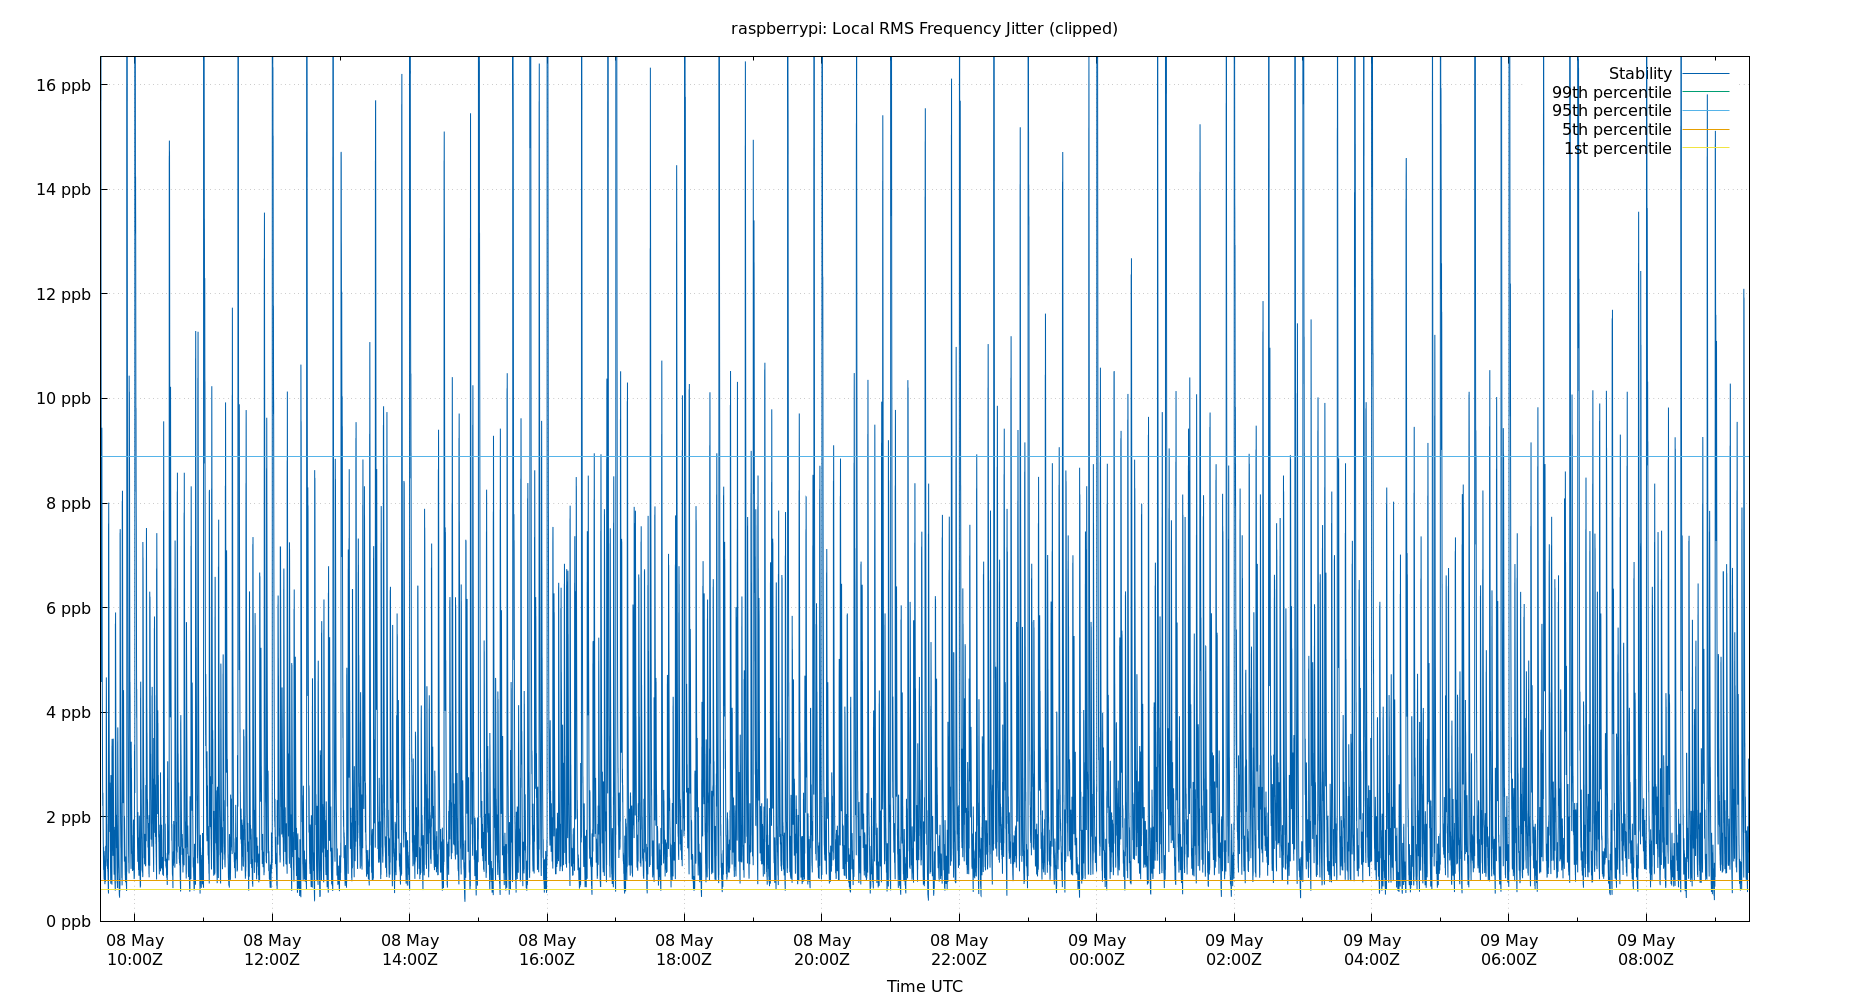 raspberrypi: Local RMS Frequency Jitter (clipped)
16 ppb
14 ppb
12 ppb
10 ppb
8 ppb
6 ppb
4 ppb
2 ppb
0 ppb
Stability
99th percentile
95th percentile
5th percentile
1st percentile
08 May 08 May 08 May 08 May 08 May 08 May 08 May 09 May 09 May 09 May 09 May 09 May
10:00Z 12:00Z 14:00Z 16:00Z 18:00Z 20:00Z 22:00Z 00:00Z 02:00Z 04:00Z 06:00Z 08:00Z
Time UTC